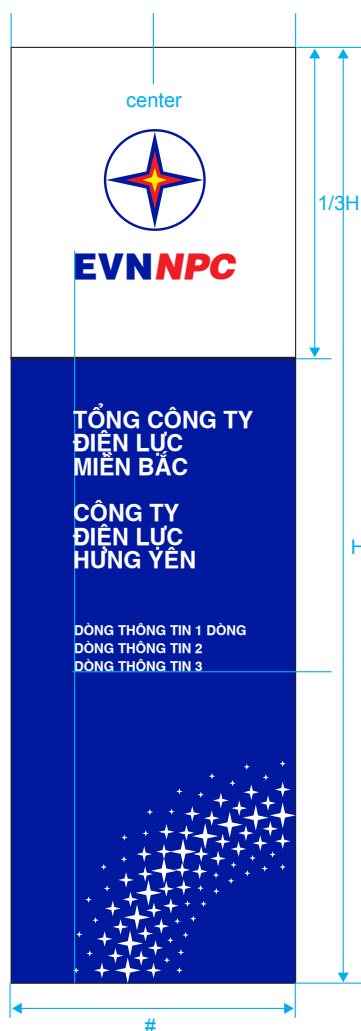 center
1/3H
EVNNPC
TỔNG CÔNG TY
ĐIỆN LỰC
MIỀN BẮC
CÔNG TY
ĐIỆN LỰC
HƯNG YÊN
H
DÒNG THÔNG TIN 1 DÒNG
DÒNG THÔNG TIN 2
DÒNG THÔNG TIN 3
#